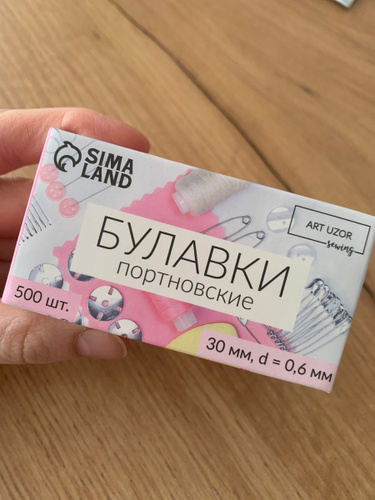 SIMA
LAND
ART UZOR
sewing
БУЛАВКИ
портновские
500 шт.
30 мм, d = 0,6 мм